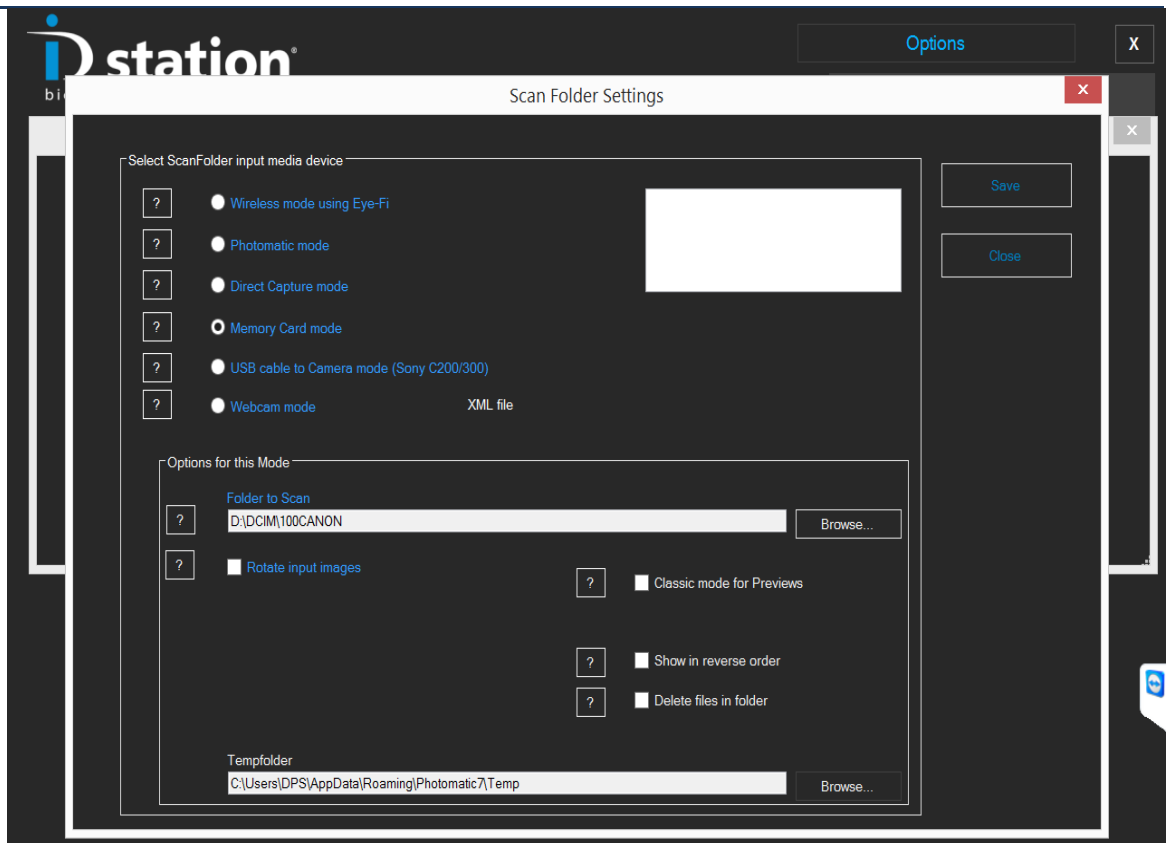 iD station®
Options
X
bi
Scan Folder Settings
x
x
Select ScanFolder input media device
? Wireless mode using Eye-Fi
Save
? Photomatic mode
Close
? Direct Capture mode
? Memory Card mode
? USB cable to Camera mode (Sony C200/300)
? Webcam mode
XML file
Options for this Mode
Folder to Scan
? D:\DCIM\100CANON
Browse...
? Rotate input images
? Classic mode for Previews
? Show in reverse order
? Delete files in folder
Tempfolder
C:\Users\DPS\AppData\Roaming\Photomatic7\Temp
Browse...